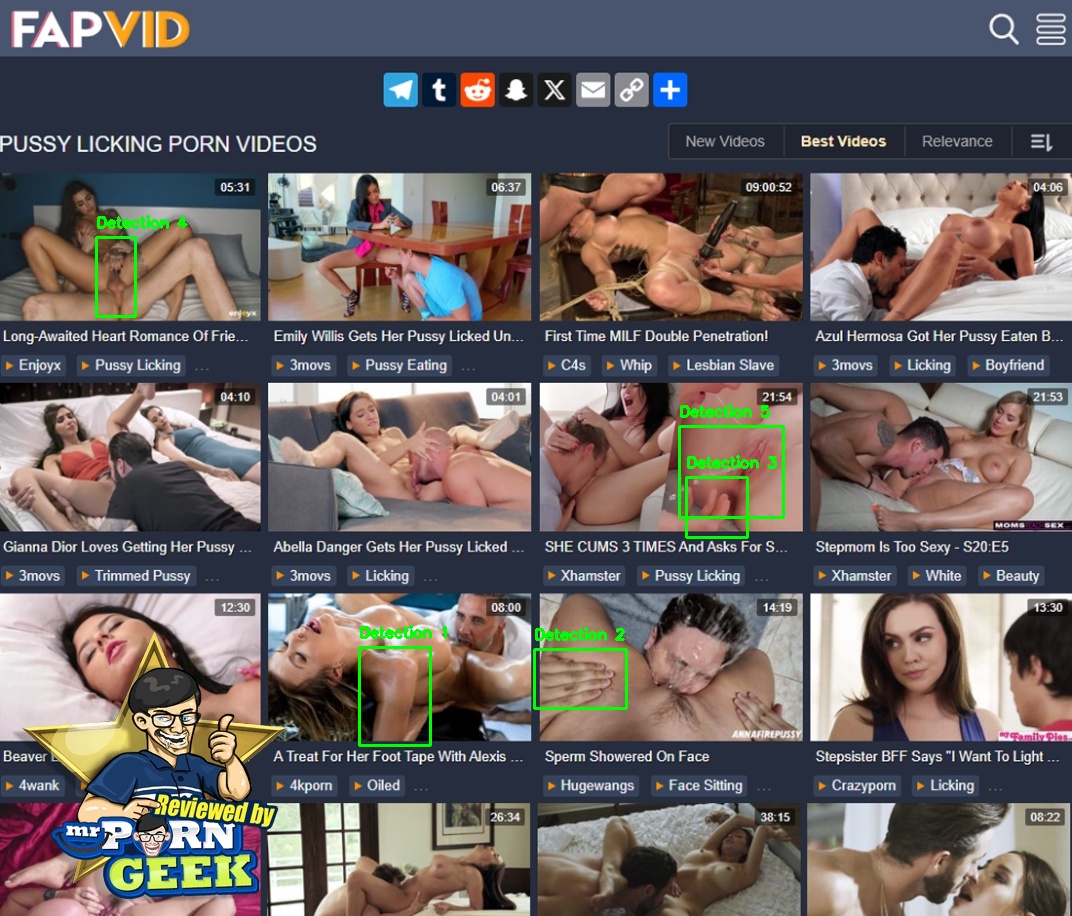 FAPVID
PUSSY LICKING PORN VIDEOS
New Videos
Best Videos
Relevance
05:31
06:37
09:00:52
04:06
Detection 4
enjoyx
Long-Awaited Heart Romance Of Frie...
Emily Willis Gets Her Pussy Licked Un...
First Time MILF Double Penetration!
Azul Hermosa Got Her Pussy Eaten B...
Enjoyx
Pussy Licking
...
3movs
Pussy Eating
...
C4s
Whip
Lesbian Slave
3movs
Licking
Boyfriend
04:10
04:01
21:54
21:53
Detection 5
Detection 3
Gianna Dior Loves Getting Her Pussy ...
Abella Danger Gets Her Pussy Licked ...
SHE CUMS 3 TIMES And Asks For S...
Stepmom Is Too Sexy - S20:E5
3movs
Trimmed Pussy
...
3movs
Licking
...
Xhamster
Pussy Licking
...
Xhamster
White
Beauty
12:30
08:00
14:19
13:30
Detection 1
Detection 2
ANNAFIREPUSSY
Beaver
A Treat For Her Foot Tape With Alexis ...
Sperm Showered On Face
Stepsister BFF Says "I Want To Light ...
4wank
4kporn
Oiled
...
Hugewangs
Face Sitting
...
Crazyporn
Licking
...
Reviewed by
mrPORN
GEEK
26:34
38:15
08:22